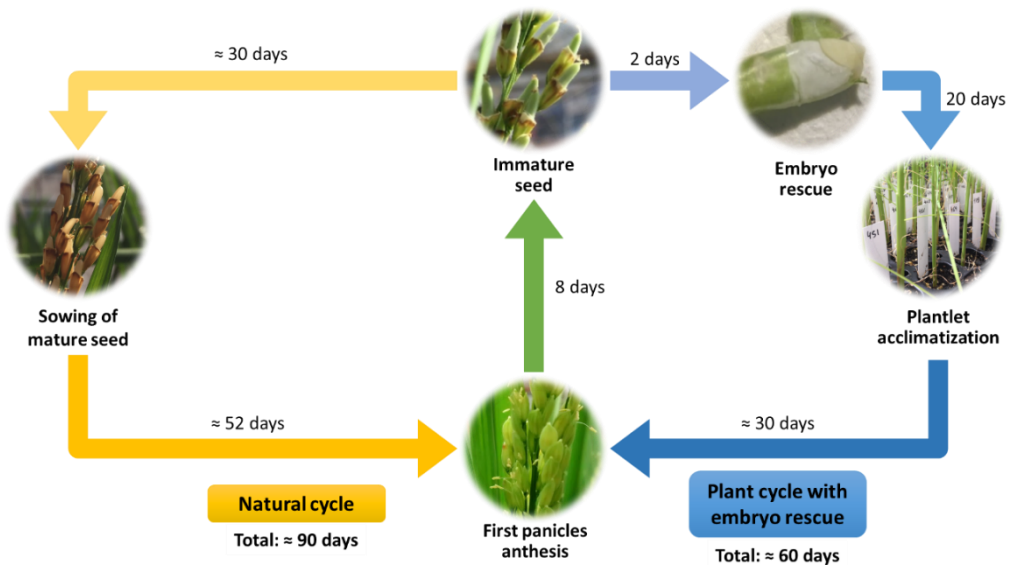 ≈ 30 days
2 days
20 days
Immature
seed
Embryo
rescue
451
Sowing of
mature seed
8 days
Plantlet
acclimatization
≈ 52 days
≈ 30 days
Natural cycle
Total: ≈ 90 days
First panicles
anthesis
Plant cycle with
embryo rescue
Total: ≈ 60 days